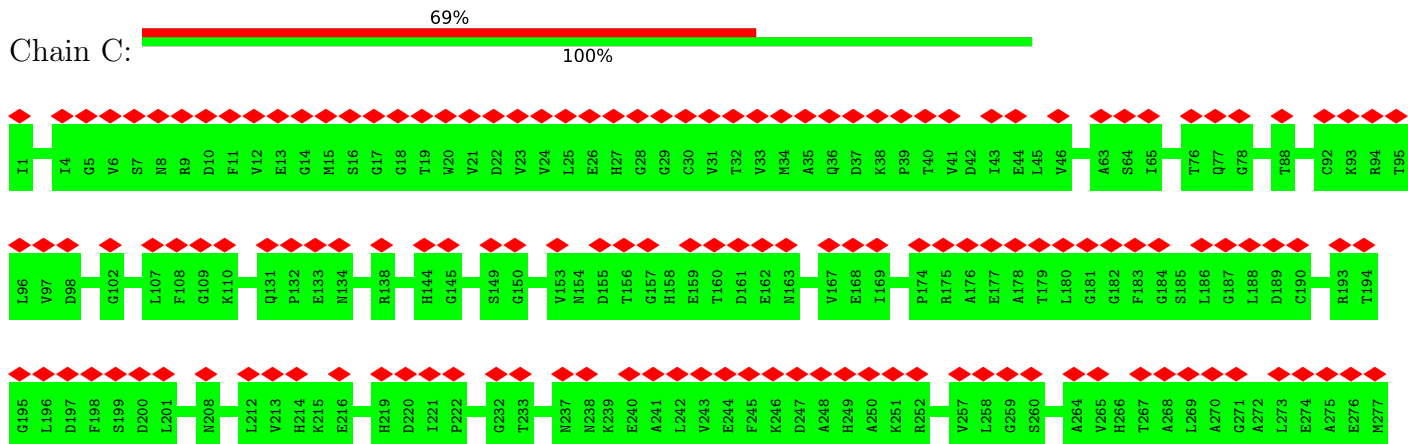 69%
Chain C:
100%
I1 I4 G5 V6 S7 N8 R9 D10 F11 V12 E13 G14 M15 S16 G17 G18 T19 W20 V21 D22 V23 V24 L25 E26 H27 G28 G29 C30 V31 T32 V33 M34 A35 Q36 D37 K38 P39 T40 V41 D42 I43 E44 L45 V46 A63 S64 I65 T76 Q77 G78 T88 C92 K93 R94 T95
L96 V97 D98 G102 L107 F108 G109 K110 Q131 P132 E133 N134 R138 H144 G145 S149 G150 V153 N154 D155 T156 G157 H158 E159 T160 D161 E162 N163 V167 E168 I169 P174 R175 A176 E177 A178 T179 L180 G181 G182 F183 G184 S185 L186 G187 L188 D189 C190 R193 T194
G195 L196 D197 F198 S199 D200 L201 N208 L212 V213 H214 K215 E216 H219 D220 I221 P222 G232 T233 N237 N238 K239 E240 A241 L242 V243 E244 F245 K246 D247 A248 H249 A250 K251 R252 V257 L258 G259 S260 A264 V265 H266 T267 A268 L269 A270 G271 A272 L273 E274 A275 E276 M277